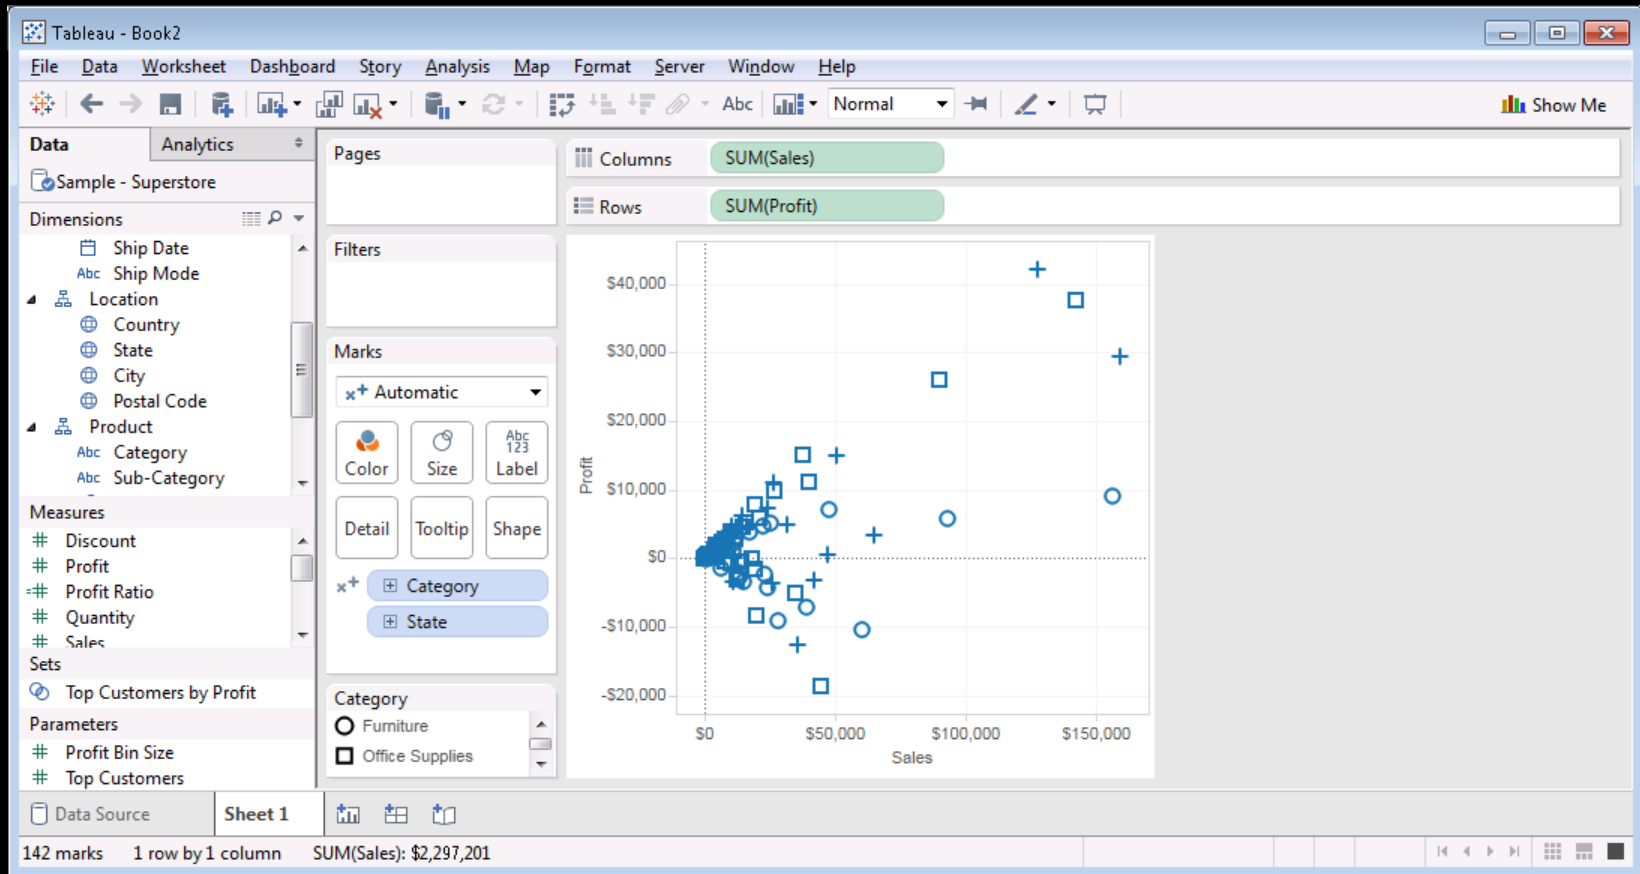 Tableau - Book2
File Data Worksheet Dashboard Story Analysis Map Format Server Window Help
Abc Normal Show Me
Data Analytics
Sample - Superstore
Dimensions
Ship Date
Abc Ship Mode
Location
Country
State
City
Postal Code
Product
Abc Category
Abc Sub-Category
Measures
# Discount
# Profit
=# Profit Ratio
# Quantity
# Sales
Sets
Top Customers by Profit
Parameters
# Profit Bin Size
# Top Customers
Pages
Filters
Marks
Automatic
Color Size Abc 123 Label
Detail Tooltip Shape
Category
State
Category
Furniture
Office Supplies
Columns SUM(Sales)
Rows SUM(Profit)
Profit
$40,000
$30,000
$20,000
$10,000
$0
-$10,000
-$20,000
$0 $50,000 $100,000 $150,000
Sales
Data Source Sheet 1
142 marks 1 row by 1 column SUM(Sales): $2,297,201